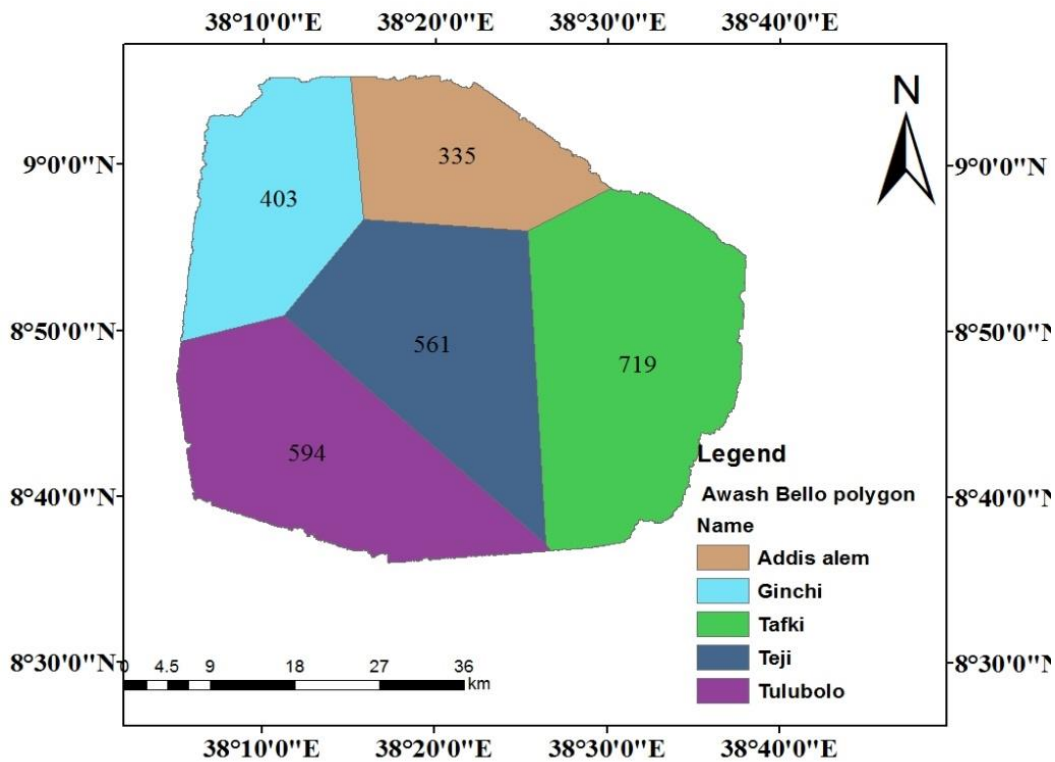 38°10'0"E 38°20'0"E 38°30'0"E 38°40'0"E
N
9°0'0"N 9°0'0"N
335
403
8°50'0"N 8°50'0"N
561
719
594
Legend
Awash Bello polygon
8°40'0"N 8°40'0"N
Name
Addis alem
Ginchi
Tafki
Teji
Tulubolo
8°30'0"N 8°30'0"N
0 4.5 9 18 27 36
km
38°10'0"E 38°20'0"E 38°30'0"E 38°40'0"E